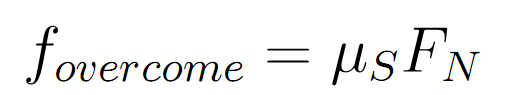 f_{overcome} = μ_S F_N